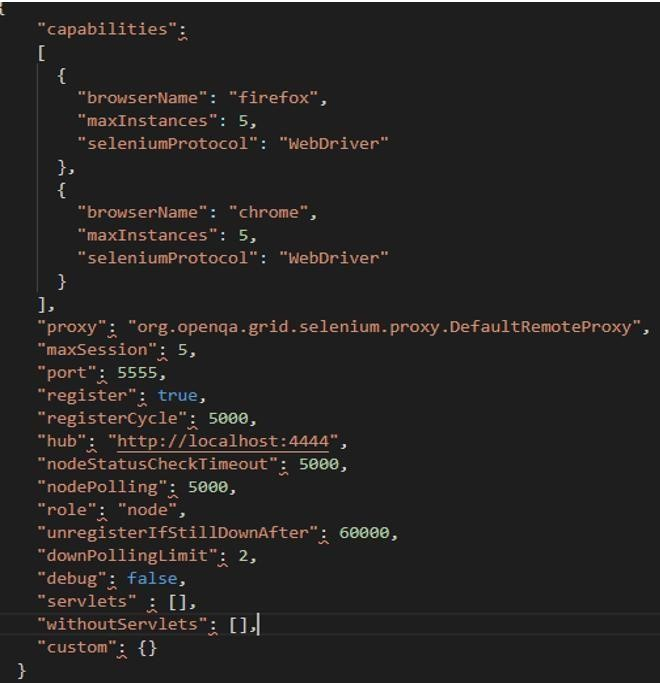 {
"capabilities":
[
{
"browserName": "firefox",
"maxInstances": 5,
"seleniumProtocol": "WebDriver"
},
{
"browserName": "chrome",
"maxInstances": 5,
"seleniumProtocol": "WebDriver"
}
],
"proxy": "org.openqa.grid.selenium.proxy.DefaultRemoteProxy",
"maxSession": 5,
"port": 5555,
"register": true,
"registerCycle": 5000,
"hub": "http://localhost:4444",
"nodeStatusCheckTimeout": 5000,
"nodePolling": 5000,
"role": "node",
"unregisterIfStillDownAfter": 60000,
"downPollingLimit": 2,
"debug": false,
"servlets" : [],
"withoutServlets": [],
"custom": {}
}